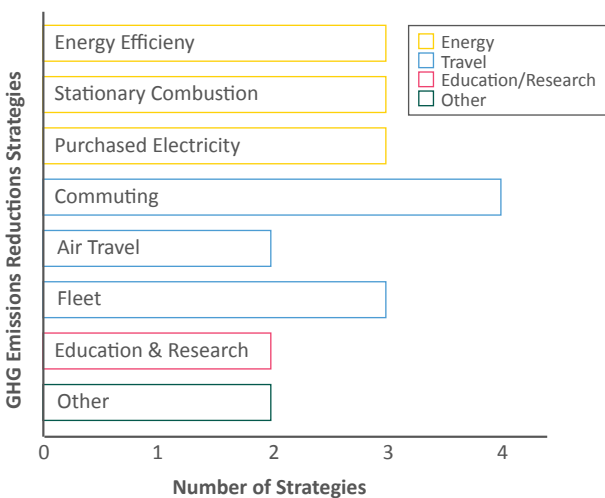 GHG Emissions Reductions Strategies
Energy Efficieny
Stationary Combustion
Purchased Electricity
Commuting
Air Travel
Fleet
Education & Research
Other
Energy
Travel
Education/Research
Other
0 1 2 3 4
Number of Strategies